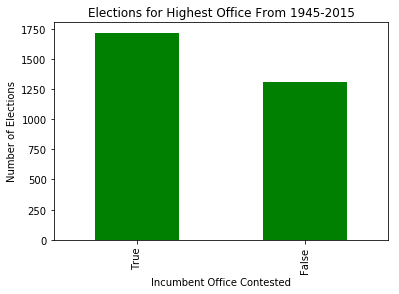 Elections for Highest Office From 1945-2015
Number of Elections
1750
1500
1250
1000
750
500
250
0
True
False
Incumbent Office Contested